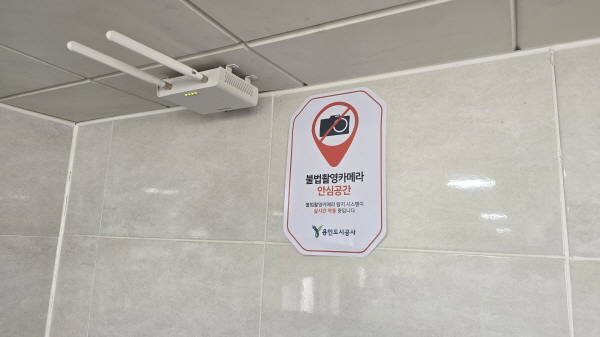 불법촬영카메라
안심공간
불법촬영카메라 탐지 시스템이
실시간 작동 중입니다
용인도시공사